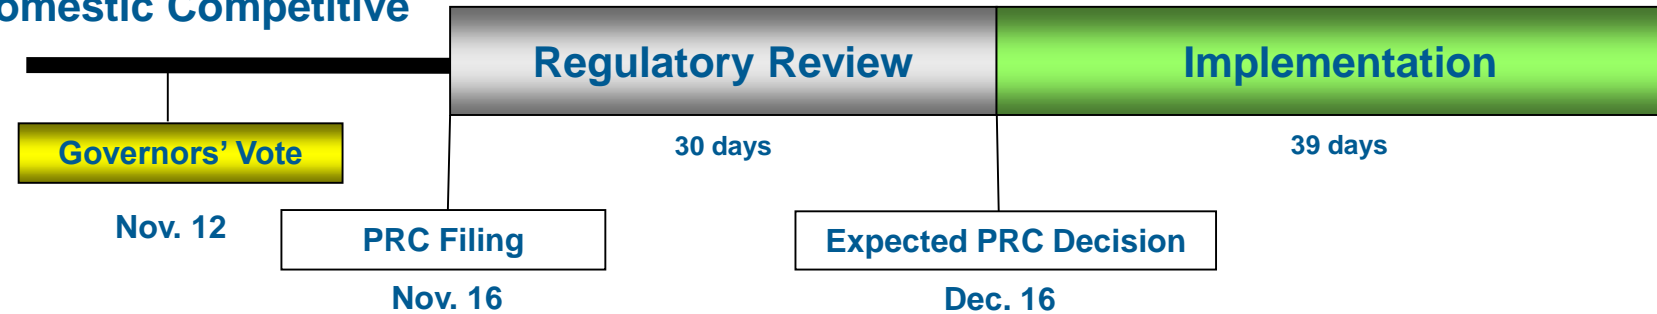 omestic Competitive
Regulatory Review
Implementation
Governors’ Vote
30 days
39 days
Nov. 12
PRC Filing
Expected PRC Decision
Nov. 16
Dec. 16